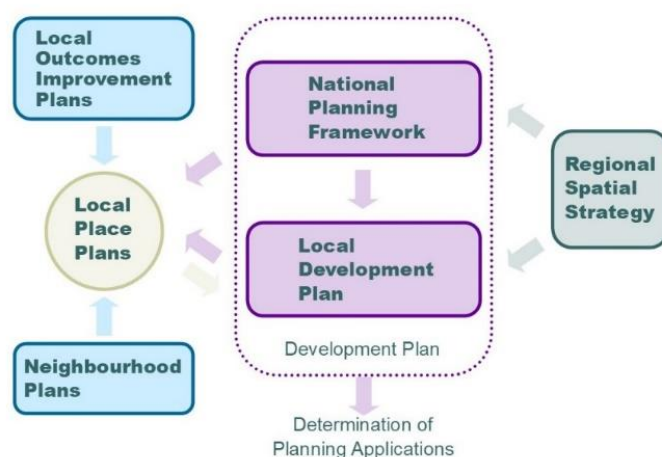 Local
Outcomes
Improvement
Plans
National
Planning
Framework
Regional
Spatial
Strategy
Local
Place
Plans
Local
Development
Plan
Neighbourhood
Plans
Development Plan
Determination of
Planning Applications